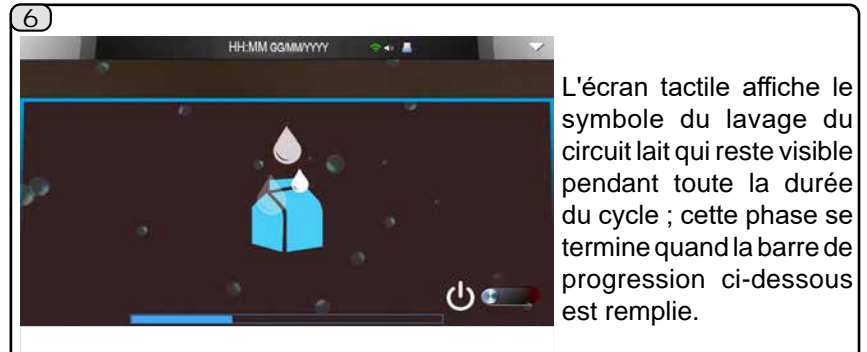 6
HH:MM GG/MM/YYYY
L'écran tactile affiche le
symbole du lavage du
circuit lait qui reste visible
pendant toute la durée
du cycle ; cette phase se
termine quand la barre de
progression ci-dessous
est remplie.